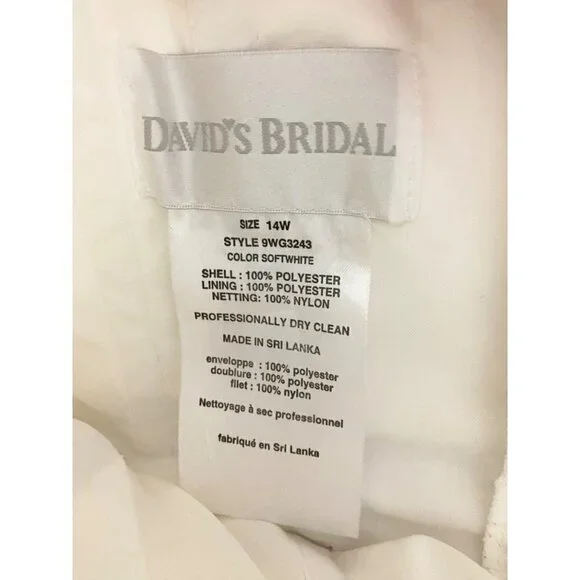 DAVID'S BRIDAL
SIZE 14W
STYLE 9WG3243
COLOR SOFTWHITE
SHELL : 100% POLYESTER
LINING : 100% POLYESTER
NETTING: 100% NYLON
PROFESSIONALLY DRY CLEAN
MADE IN SRI LANKA
enveloppe : 100% polyester
doublure : 100% polyester
filet : 100% nylon
Nettoyage à sec professionnel
fabriqué en Sri Lanka